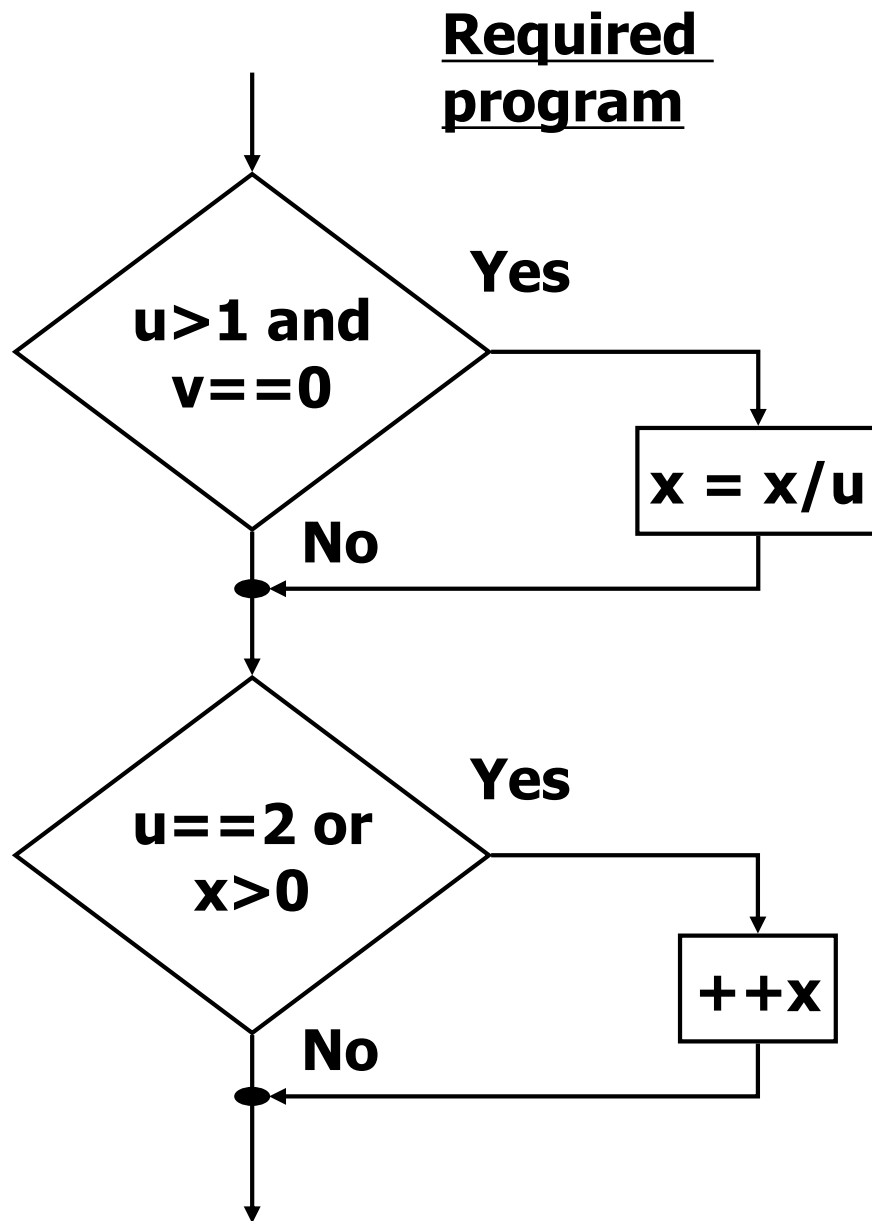 Required
program
Yes
u>1 and
v==0
x = x/u
No
Yes
u==2 or
x>0
++x
No